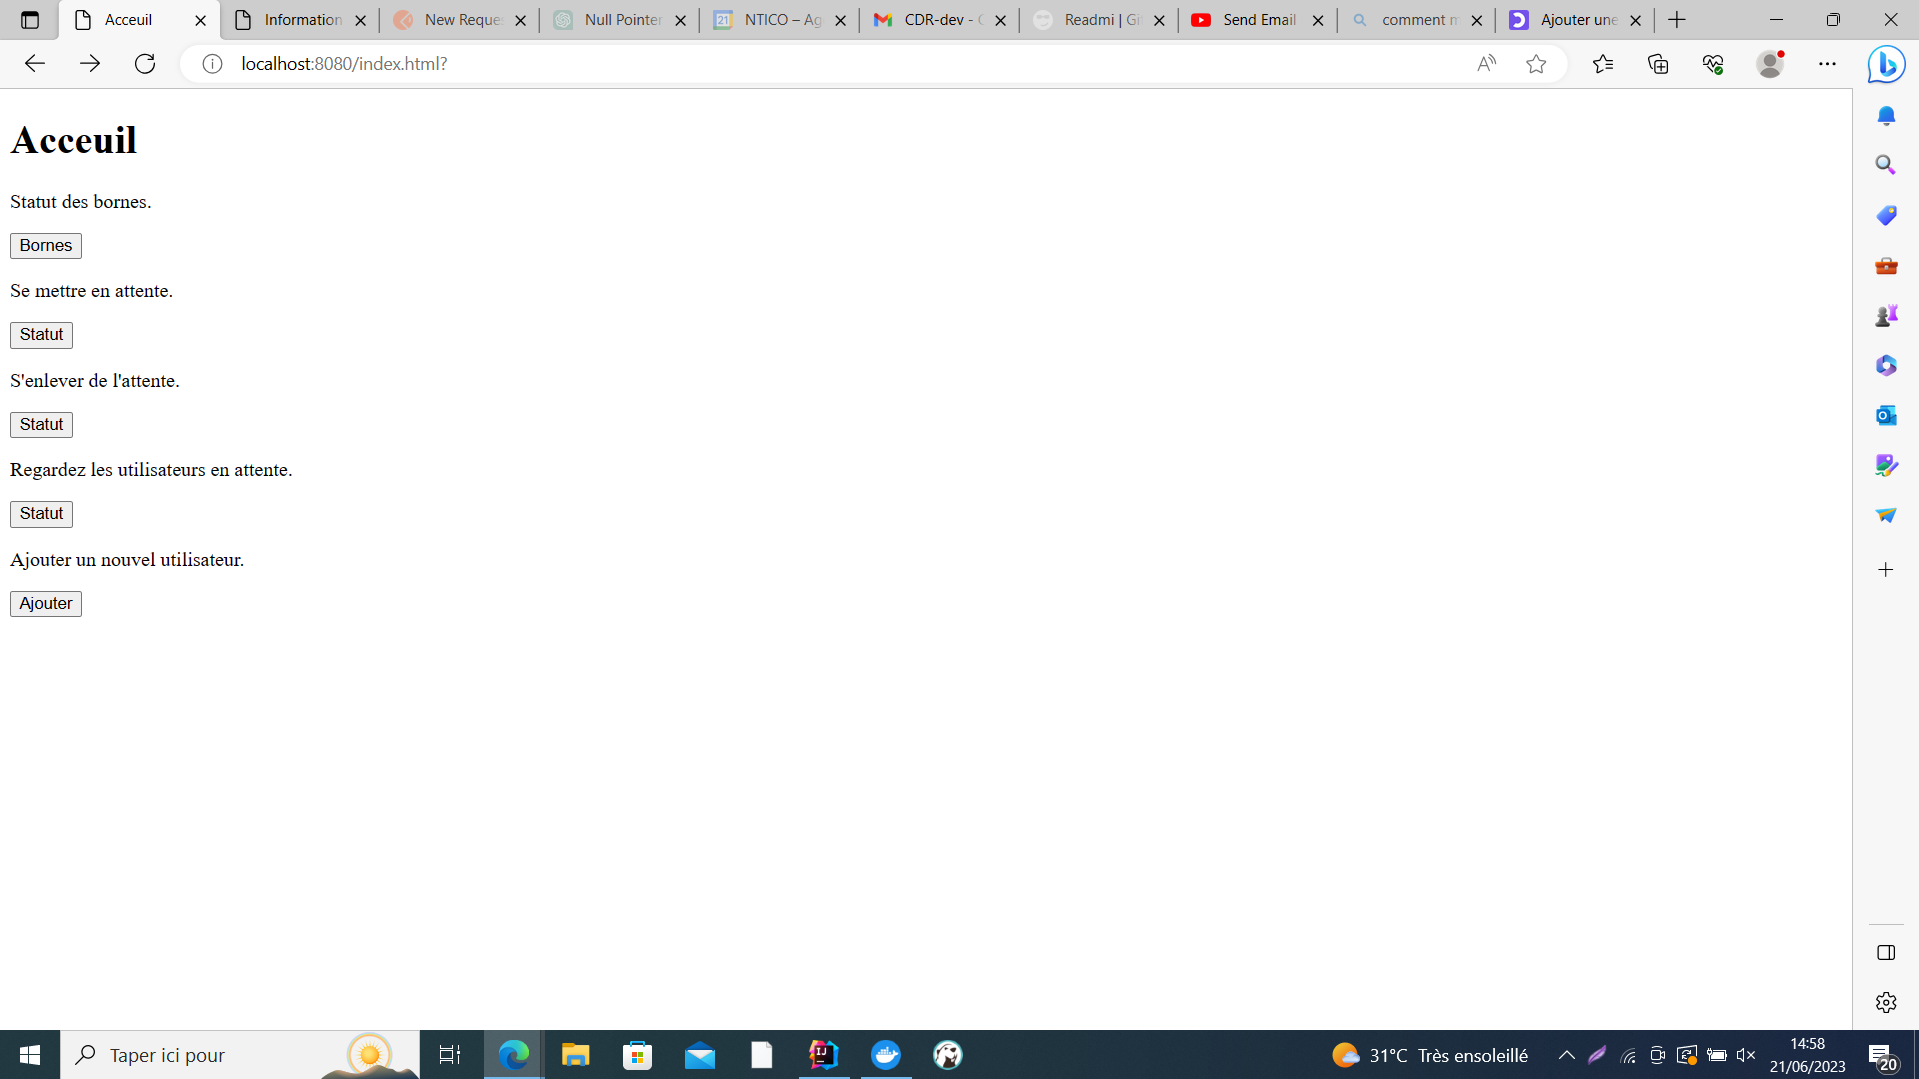 Acceuil
Information
New Reque
Null Pointer
NTICO – Ag
CDR-dev -
Readmi | Gi
Send Email
comment m
Ajouter une
localhost:8080/index.html?
Acceuil
Statut des bornes.
Bornes
Se mettre en attente.
Statut
S'enlever de l'attente.
Statut
Regardez les utilisateurs en attente.
Statut
Ajouter un nouvel utilisateur.
Ajouter
Taper ici pour
31°C Très ensoleillé
14:58
21/06/2023
20